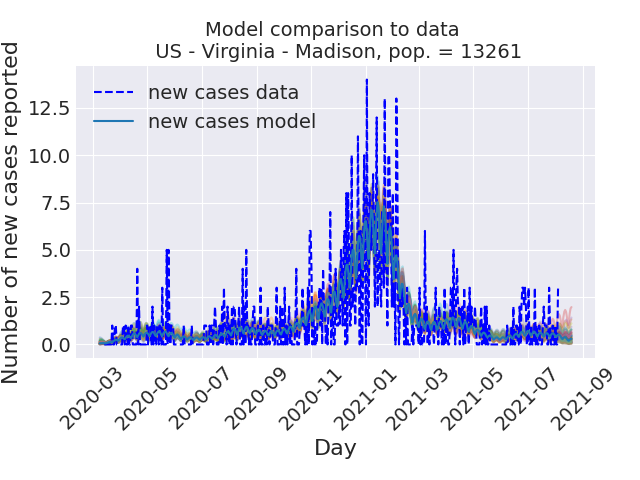 Model comparison to data
US - Virginia - Madison, pop. = 13261
Number of new cases reported
12.5
10.0
7.5
5.0
2.5
0.0
new cases data
new cases model
2020-03
2020-05
2020-07
2020-09
2020-11
2021-01
2021-03
2021-05
2021-07
2021-09
Day